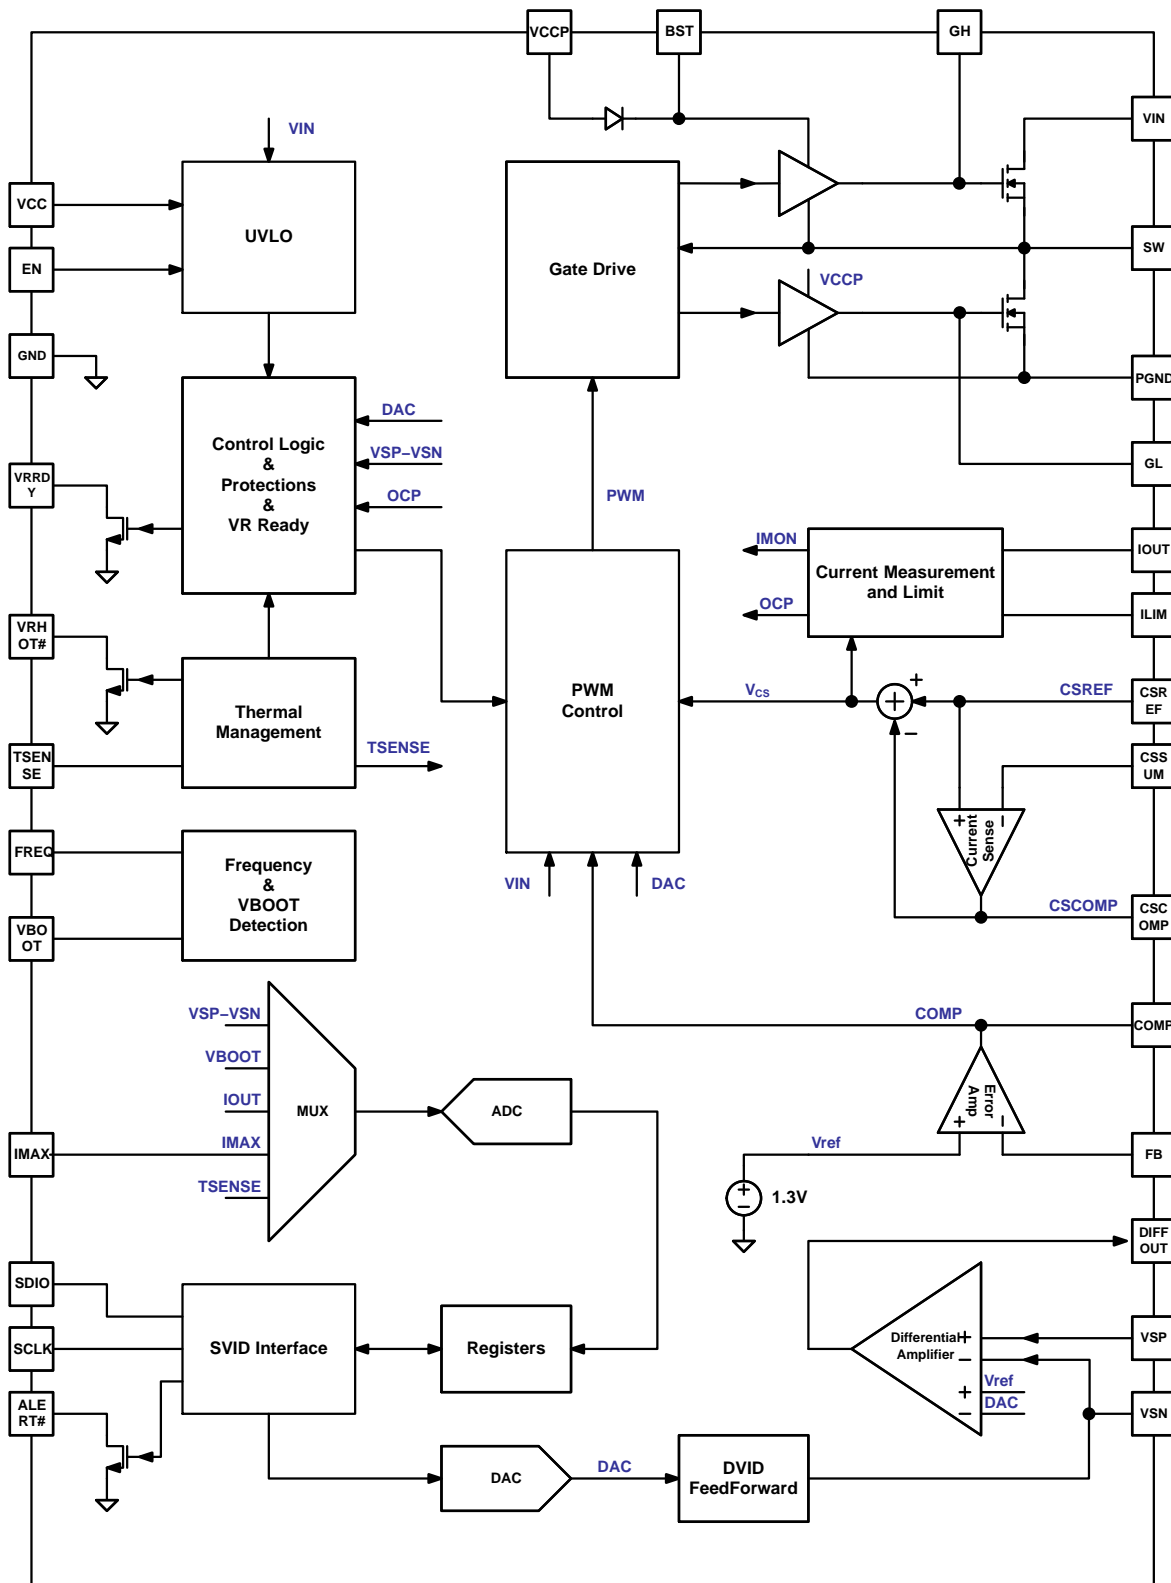 VCCP
BST
GH
VIN
VIN
VCC
UVLO
EN
Gate Drive
SW
VCCP
GND
PGND
DAC
Control Logic
&
Protections
&
VR Ready
VSP–VSN
OCP
VRRD
Y
GL
PWM
IMON
Current Measurement
and Limit
IOUT
OCP
ILIM
VRH
OT#
Thermal
Management
PWM
Control
VCS
+
–
CSREF
CSR
EF
TSENSE
TSEN
SE
CSS
UM
+
–
Current
Sense
FREQ
Frequency
&
VBOOT
Detection
VBO
OT
VIN
DAC
CSCOMP
CSC
OMP
VSP–VSN
VBOOT
IOUT
IMAX
TSENSE
MUX
ADC
COMP
COMP
Error
Amp
+
–
IMAX
Vref
FB
+
–
1.3V
DIFF
OUT
SDIO
SVID Interface
Registers
SCLK
Differential
Amplifier
+
–
VSP
Vref
+
DAC
–
VSN
ALE
RT#
DAC
DAC
DVID
FeedForward